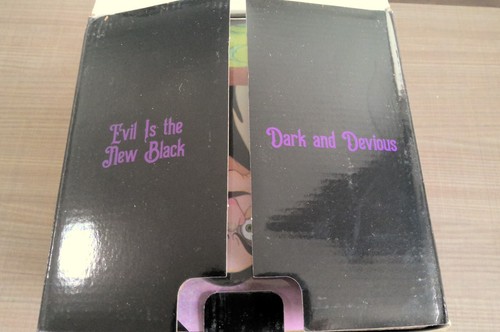 Evil Is the
New Black
Dark and Devious